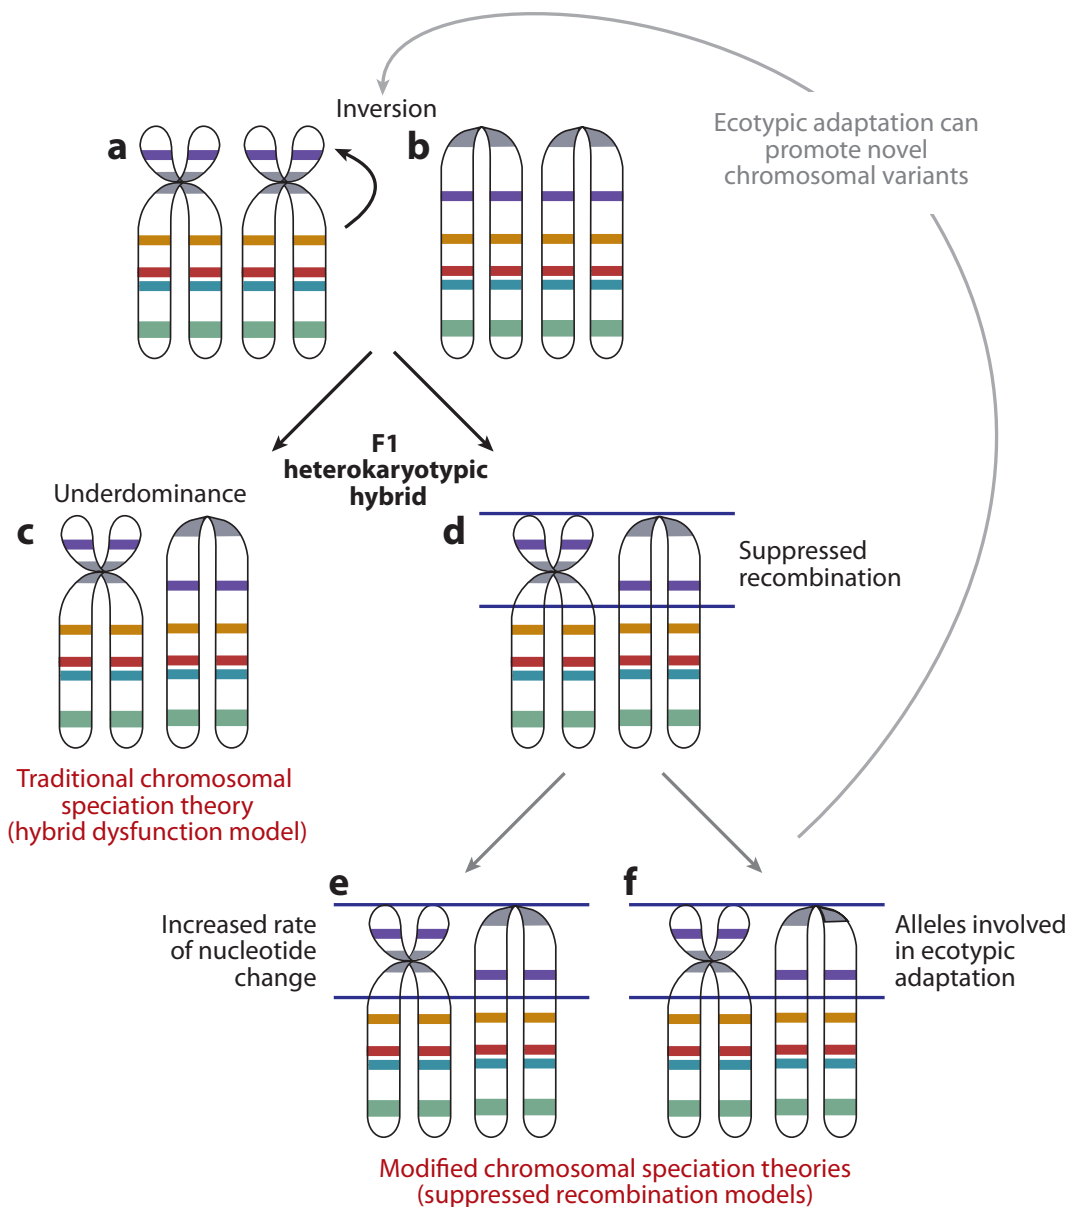 Inversion
a
b
Ecotypic adaptation can
promote novel
chromosomal variants
F1
heterokaryotypic
hybrid
Underdominance
c
d
Suppressed
recombination
Traditional chromosomal
speciation theory
(hybrid dysfunction model)
e
f
Increased rate
of nucleotide
change
Alleles involved
in ecotypic
adaptation
Modified chromosomal speciation theories
(suppressed recombination models)